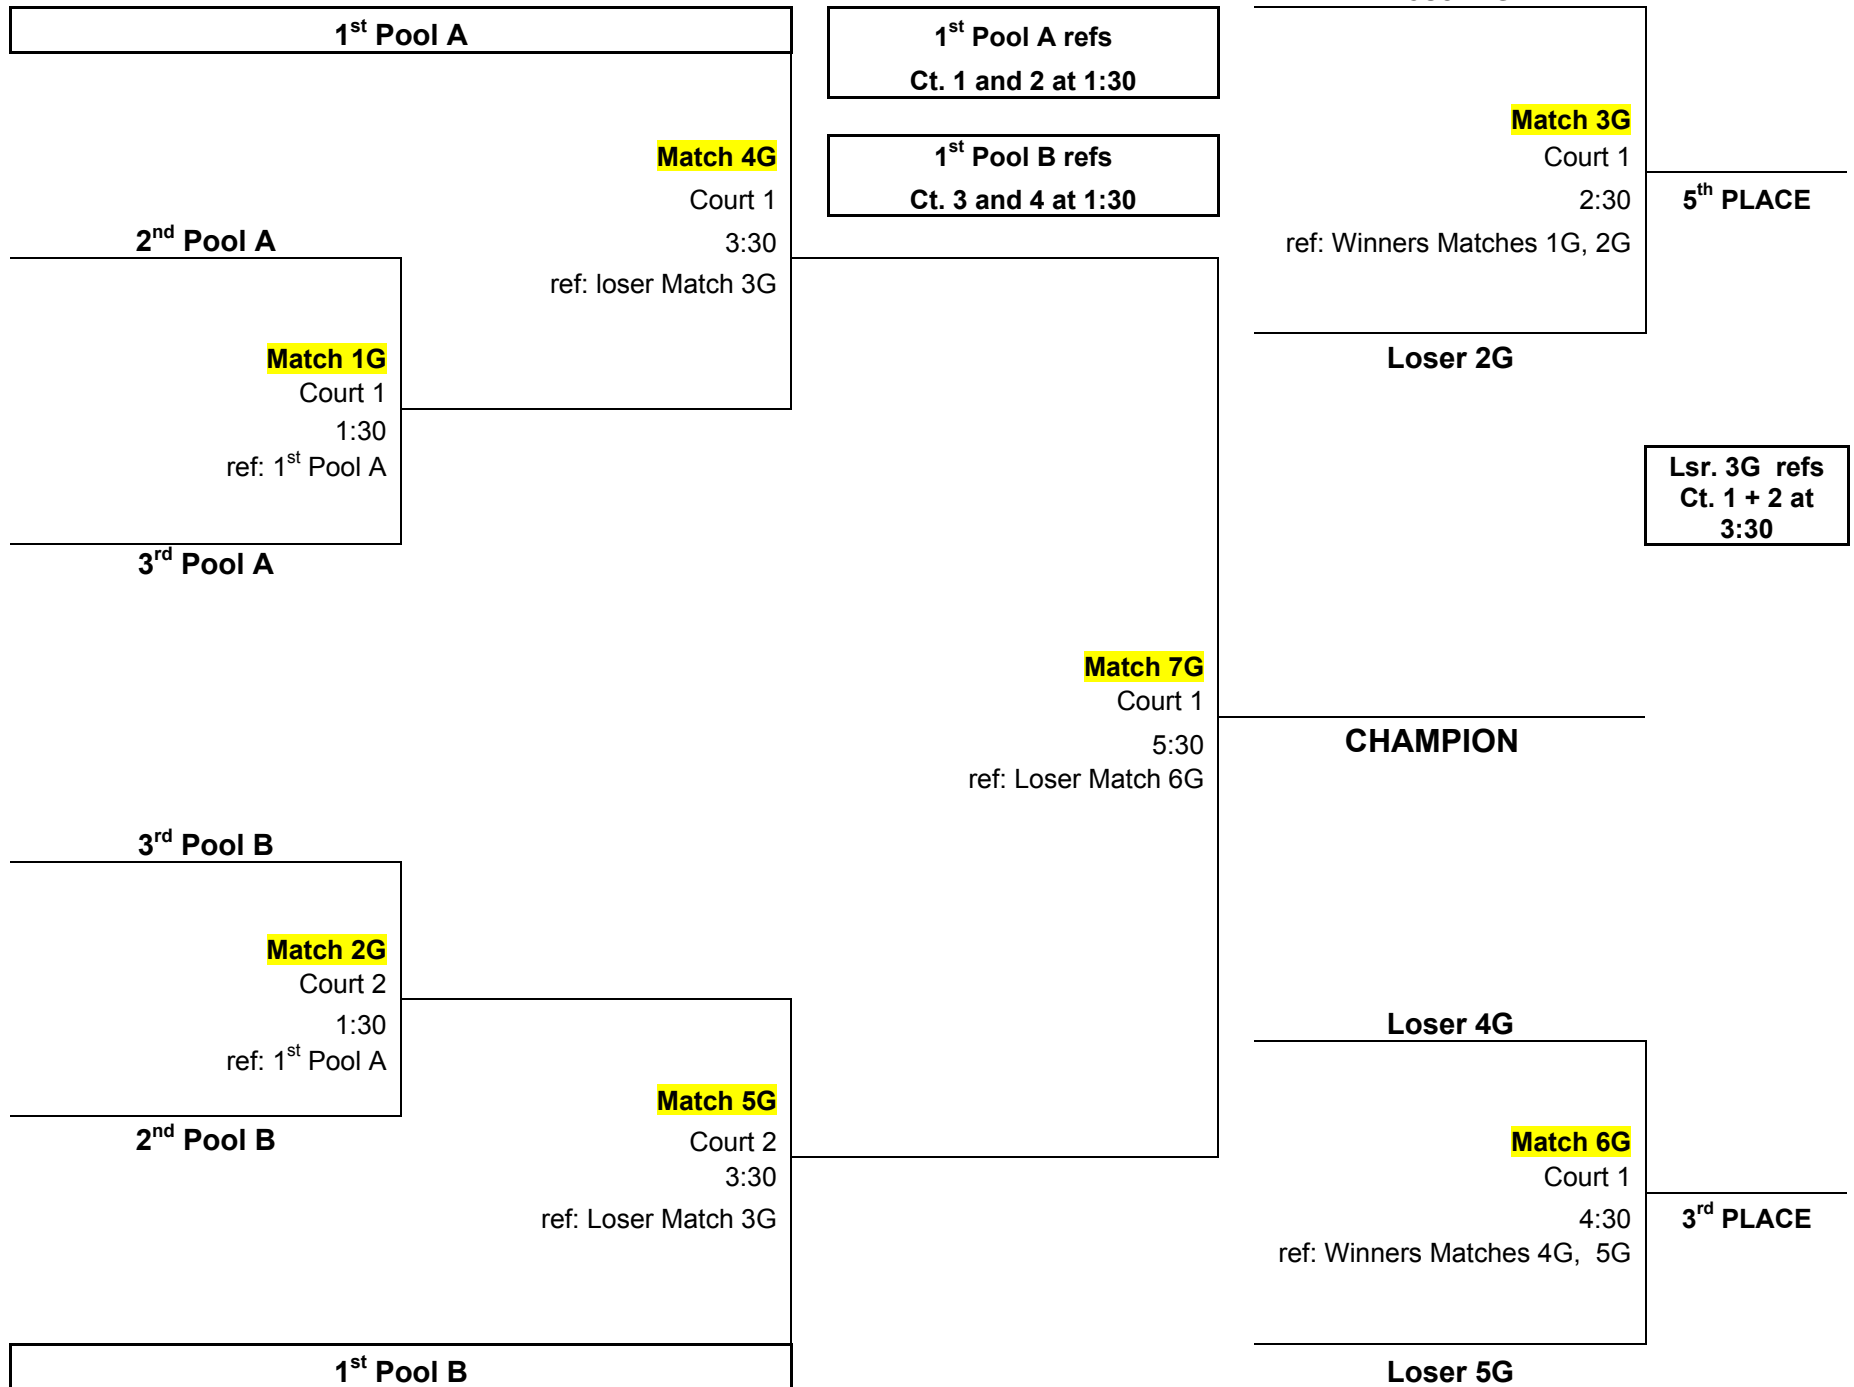 1st Pool A
1st Pool A refs
Ct. 1 and 2 at 1:30
Match 3G
Court 1
2:30
ref: Winners Matches 1G, 2G
5th PLACE
Match 4G
Court 1
3:30
ref: loser Match 3G
1st Pool B refs
Ct. 3 and 4 at 1:30
2nd Pool A
Match 1G
Court 1
1:30
ref: 1st Pool A
3rd Pool A
Loser 2G
Lsr. 3G refs
Ct. 1 + 2 at
3:30
Match 7G
Court 1
5:30
ref: Loser Match 6G
CHAMPION
3rd Pool B
Match 2G
Court 2
1:30
ref: 1st Pool A
2nd Pool B
Match 5G
Court 2
3:30
ref: Loser Match 3G
Loser 4G
Match 6G
Court 1
4:30
ref: Winners Matches 4G, 5G
3rd PLACE
1st Pool B
Loser 5G